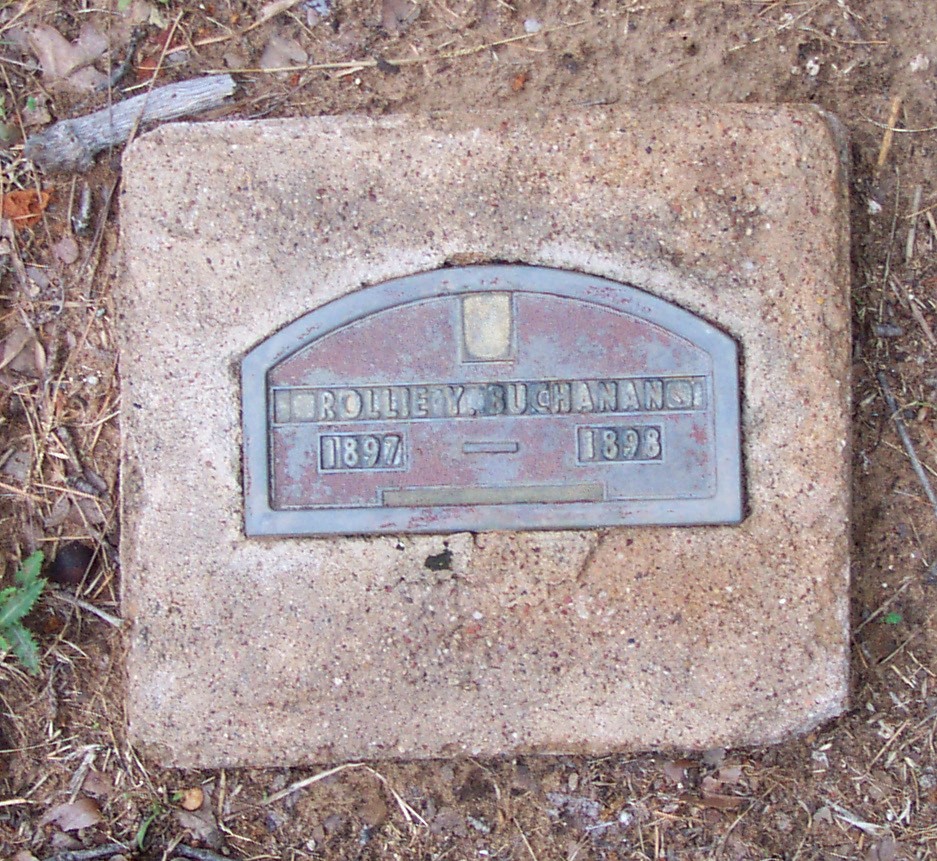 ROLLIE Y. BUCHANAN
1897 — 1898